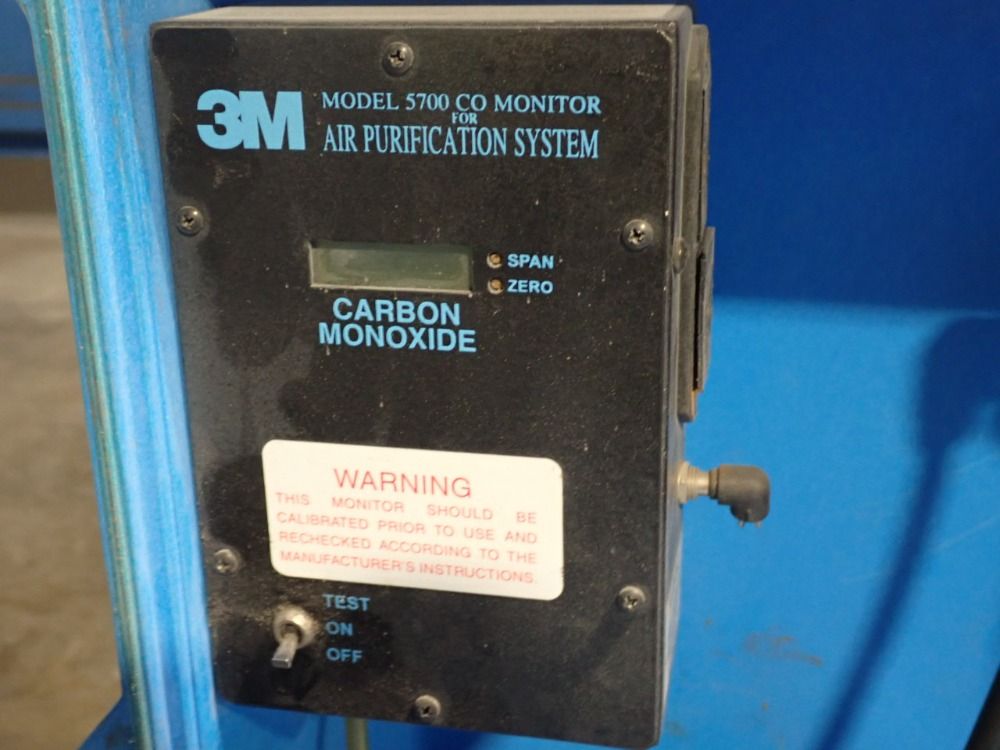 3M
MODEL 5700 CO MONITOR
FOR
AIR PURIFICATION SYSTEM
SPAN
ZERO
CARBON
MONOXIDE
WARNING
THIS MONITOR SHOULD BE
CALIBRATED PRIOR TO USE AND
RECHECKED ACCORDING TO THE
MANUFACTURER'S INSTRUCTIONS.
TEST
ON
OFF